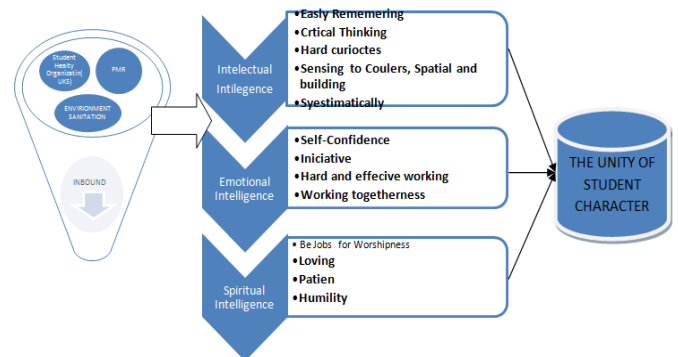 Student
Healty
Organizatin(
UKS)
PMR
ENVIRIONMENT
SANITATION
INBOUND
Intelectual
Intilegence
•Easly Rememering
•Crtical Thinking
•Hard curioctes
•Sensing to Coulers, Spatial and
building
•Syestimatically
Emotional
Intelligence
•Self-Confidence
•Iniciative
•Hard and effecive working
•Working togetherness
Spiritual
Intelligence
• Be Jobs for Worshipness
•Loving
•Patien
•Humility
THE UNITY OF
STUDENT
CHARACTER